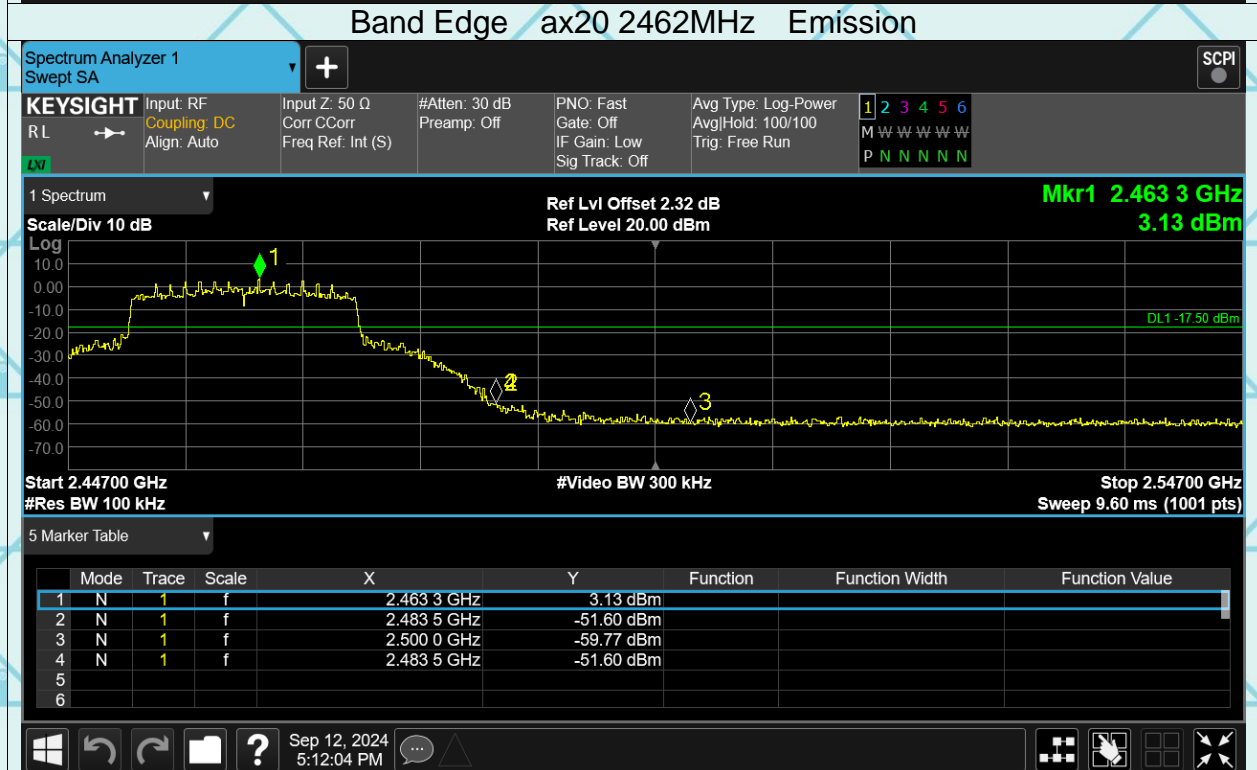 Band Edge ax20 2462MHz Emission
Spectrum Analyzer 1
Swept SA
+
SCPI
KEYSIGHT Input: RF Input Z: 50 Ω #Atten: 30 dB PNO: Fast Avg Type: Log-Power 1 2 3 4 5 6
R L Coupling: DC Corr CCorr Preamp: Off Gate: Off Avg|Hold: 100/100 M W W W W W W
Align: Auto Freq Ref: Int (S) IF Gain: Low Trig: Free Run P N N N N N N
LXI Sig Track: Off
1 Spectrum Ref Lvl Offset 2.32 dB Mkr1 2.463 3 GHz
Scale/Div 10 dB Ref Level 20.00 dBm 3.13 dBm
Log
1
10.0
0.00
-10.0
DL1 -17.50 dBm
-20.0
-30.0
-40.0
2
4
-50.0
3
-60.0
-70.0
Start 2.44700 GHz #Video BW 300 kHz Stop 2.54700 GHz
#Res BW 100 kHz Sweep 9.60 ms (1001 pts)
5 Marker Table
Mode Trace Scale X Y Function Function Width Function Value
1 N 1 f 2.463 3 GHz 3.13 dBm
2 N 1 f 2.483 5 GHz -51.60 dBm
3 N 1 f 2.500 0 GHz -59.77 dBm
4 N 1 f 2.483 5 GHz -51.60 dBm
5
6
? Sep 12, 2024
5:12:04 PM